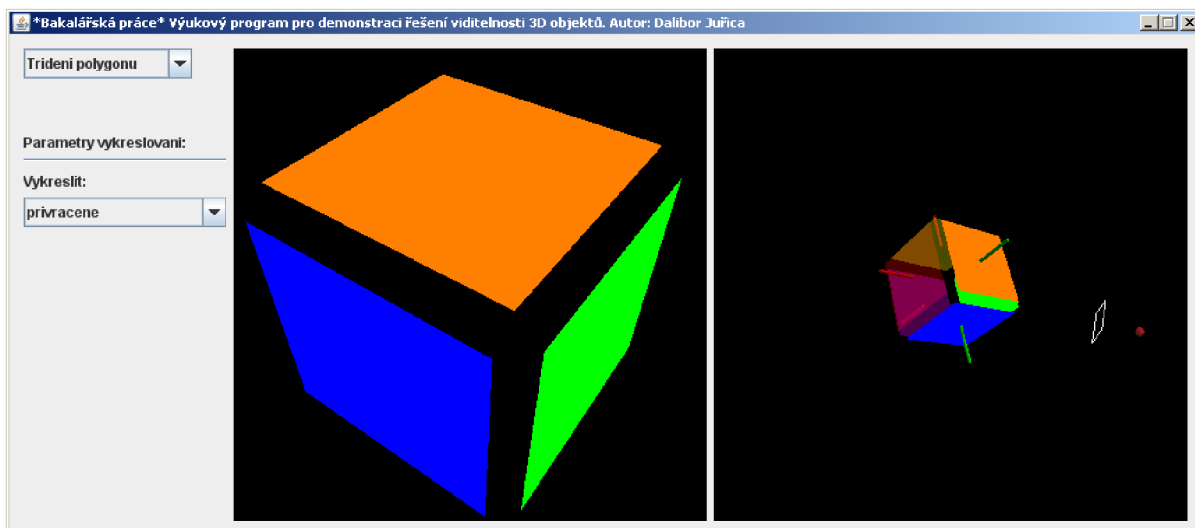 *Bakalářská práce* Výukový program pro demonstraci řešení viditelnosti 3D objektů. Autor: Dalibor Juřica
Trideni polygonu
Parametry vykreslovani:
Vykreslit:
privracene